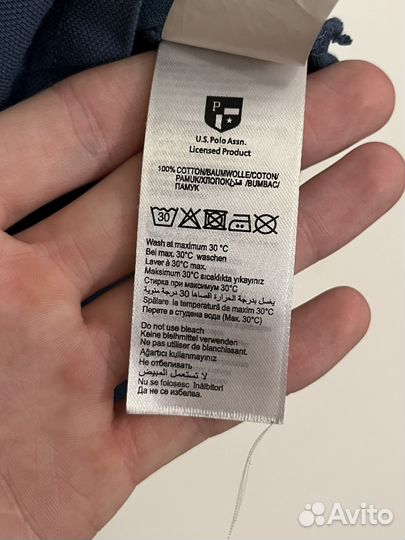 P
U.S. Polo Assn.
Licensed Product
100% COTTON/BAUMWOLLE/COTON/
PAMUK/ХЛОПОК/قطن/BUMBAC/
ПАМУК
30
Wash at maximum 30 °C
Bei max. 30°C waschen
Laver à 30°C max.
Maksimum 30°C sıcaklıkta yıkayınız
Стирка при максимум 30°C
يغسل بدرجة الحرارة أقصاها 30 درجة مئوية
Spălare la temperatură de maxim 30°C
Перете в студена вода (Max. 30°C)
Do not use bleach
Keine bleihmittel verwenden
Ne pas utiliser de blanchissant.
Ağartıcı kullanmayınız
Не отбеливать
لا تستعمل المبيض
Nu se folosesc înălbitori
Да не се избелва.
Avito